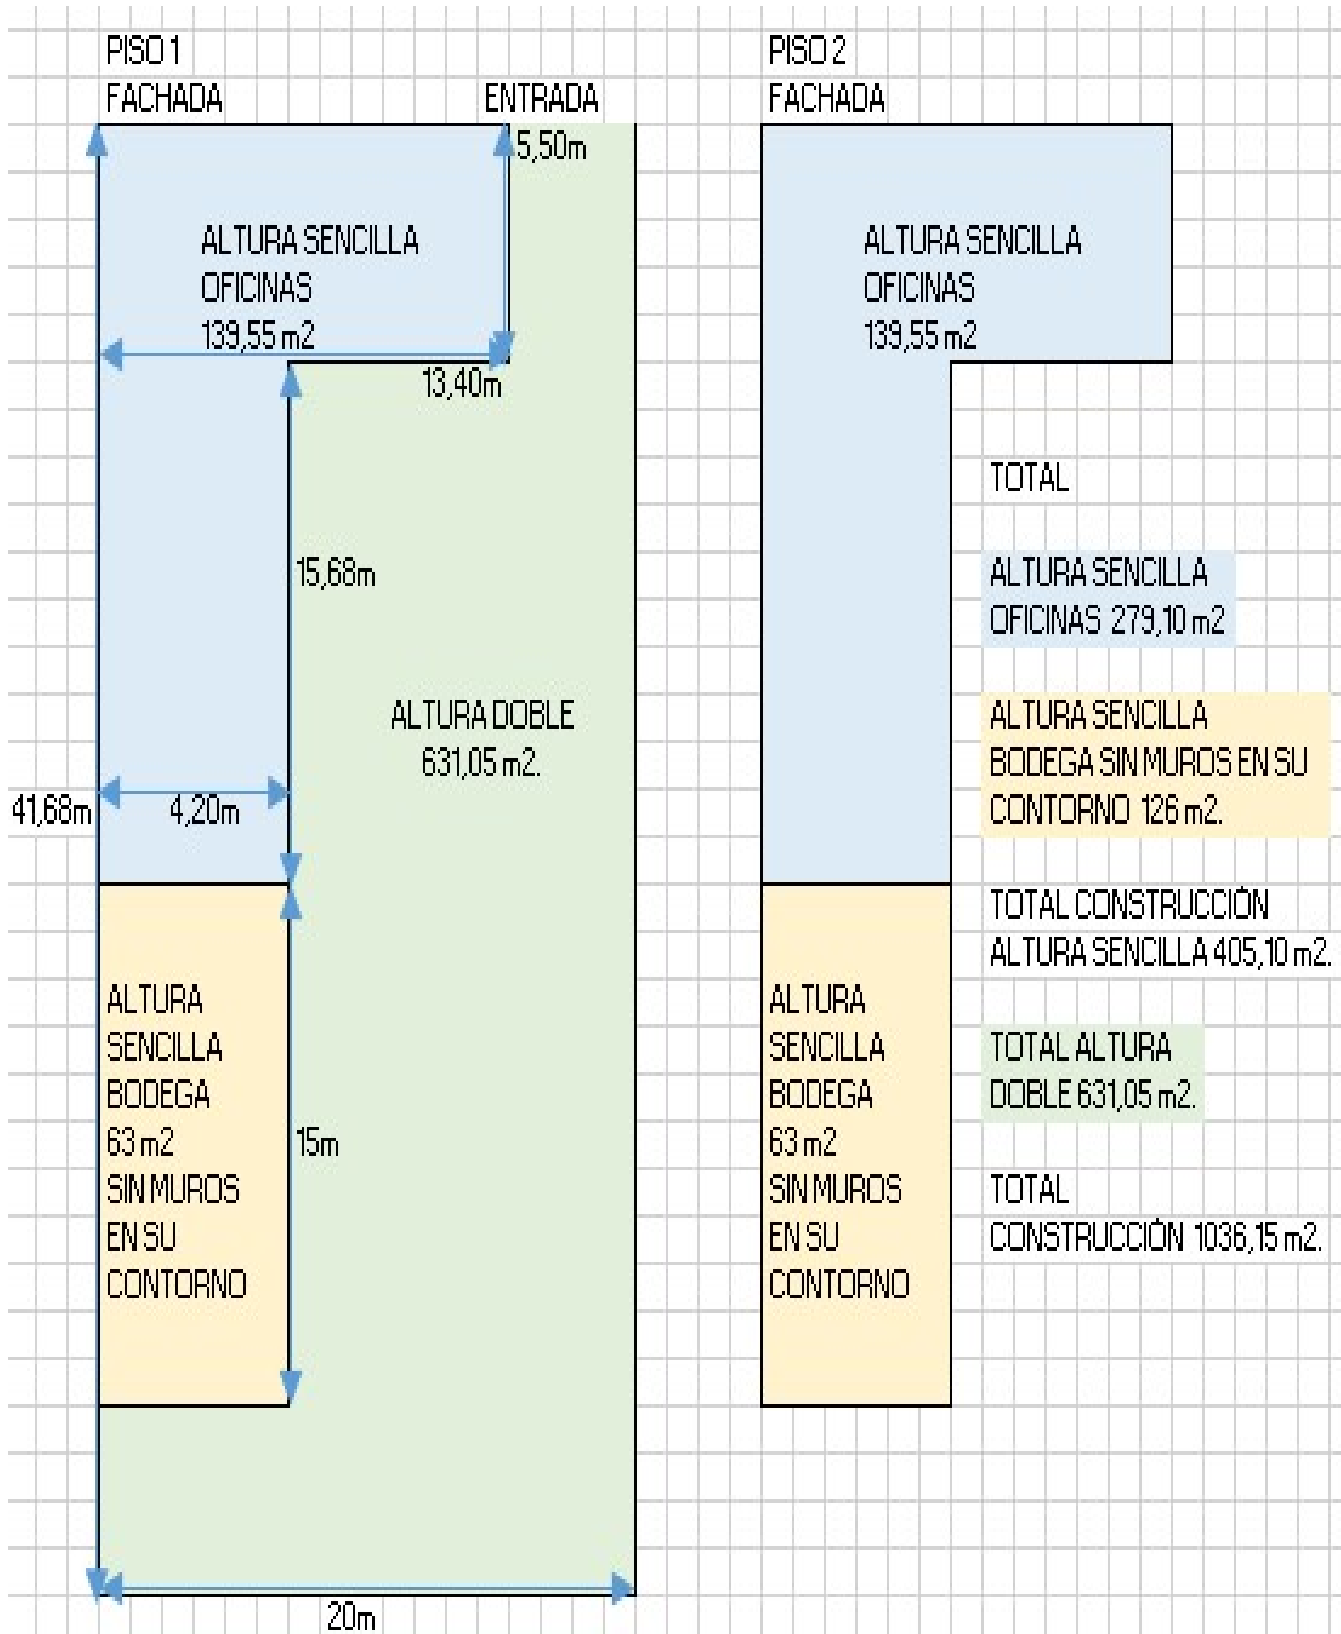 PISO 1
FACHADA
ENTRADA
5,50m
ALTURA SENCILLA
OFICINAS
139,55 m2
13,40m
15,68m
ALTURA DOBLE
631,05 m2.
41,68m
4,20m
ALTURA
SENCILLA
BODEGA
63 m2
SIN MUROS
EN SU
CONTORNO
15m
20m
PISO 2
FACHADA
ALTURA SENCILLA
OFICINAS
139,55 m2
ALTURA
SENCILLA
BODEGA
63 m2
SIN MUROS
EN SU
CONTORNO
TOTAL
ALTURA SENCILLA
OFICINAS 279,10 m2
ALTURA SENCILLA
BODEGA SIN MUROS EN SU
CONTORNO 126 m2.
TOTAL CONSTRUCCIÓN
ALTURA SENCILLA 405,10 m2.
TOTAL ALTURA
DOBLE 631,05 m2.
TOTAL
CONSTRUCCIÓN 1036,15 m2.